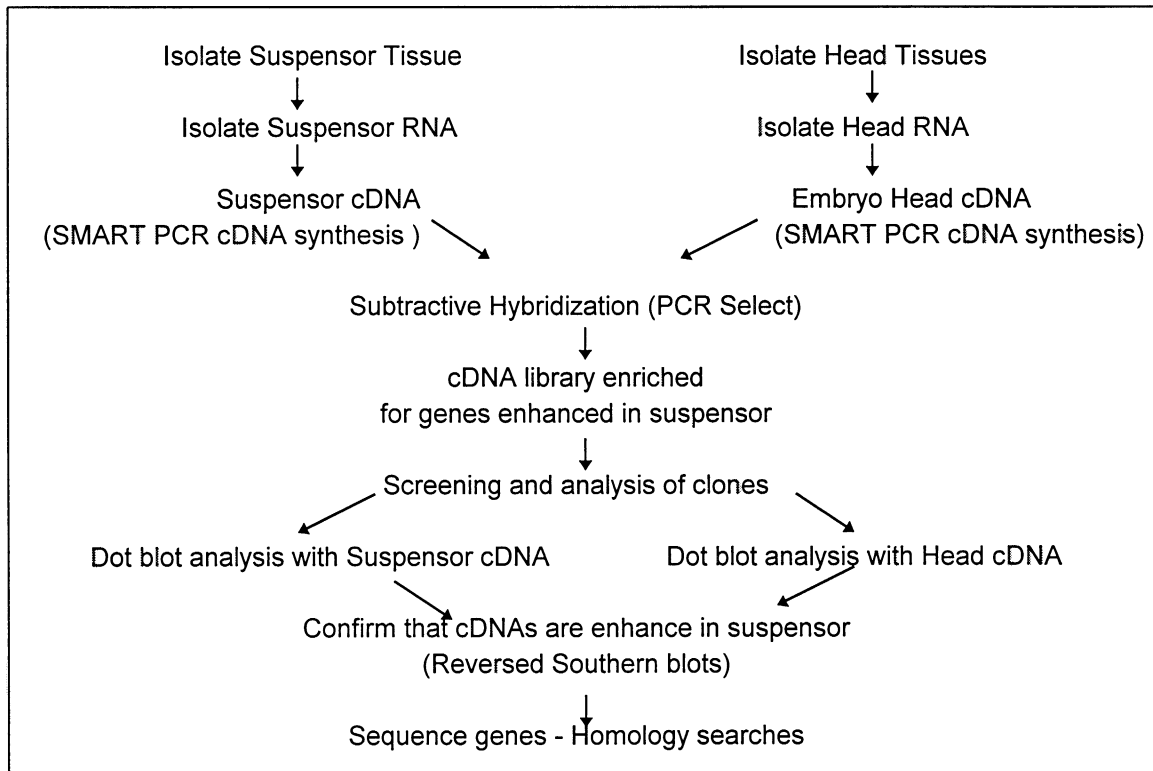 Isolate Suspensor Tissue
Isolate Head Tissues
Isolate Suspensor RNA
Isolate Head RNA
Suspensor cDNA
(SMART PCR cDNA synthesis )
Embryo Head cDNA
(SMART PCR cDNA synthesis)
Subtractive Hybridization (PCR Select)
cDNA library enriched
for genes enhanced in suspensor
Screening and analysis of clones
Dot blot analysis with Suspensor cDNA
Dot blot analysis with Head cDNA
Confirm that cDNAs are enhance in suspensor
(Reversed Southern blots)
Sequence genes - Homology searches